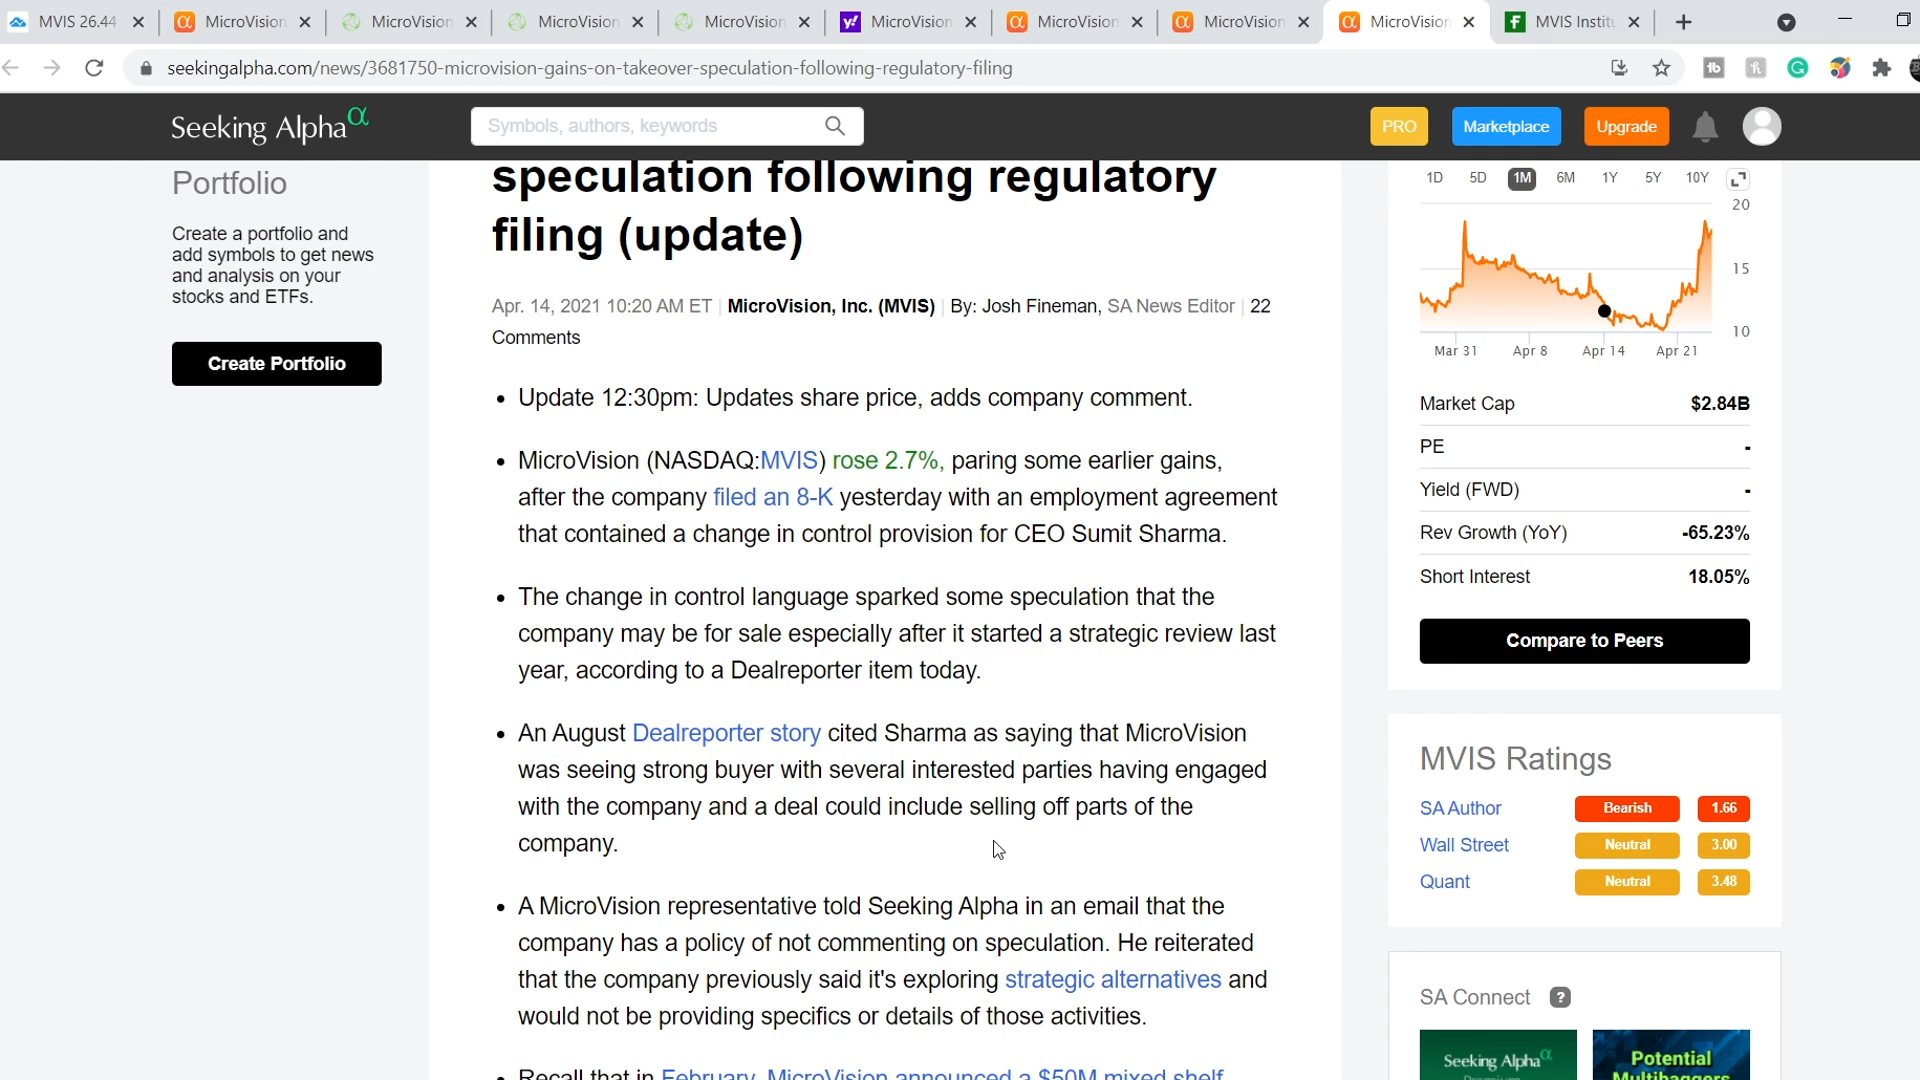 MVIS 26.44
MicroVision
MicroVision
MicroVision
MicroVision
MicroVision
MicroVision
MicroVision
MicroVision
MVIS Instit
seekingalpha.com/news/3681750-microvision-gains-on-takeover-speculation-following-regulatory-filing
Seeking Alpha α
Symbols, authors, keywords
PRO
Marketplace
Upgrade
Portfolio
Create a portfolio and
add symbols to get news
and analysis on your
stocks and ETFs.
Create Portfolio
speculation following regulatory
filing (update)
Apr. 14, 2021 10:20 AM ET | MicroVision, Inc. (MVIS) | By: Josh Fineman, SA News Editor | 22
Comments
• Update 12:30pm: Updates share price, adds company comment.
• MicroVision (NASDAQ:MVIS) rose 2.7%, paring some earlier gains,
after the company filed an 8-K yesterday with an employment agreement
that contained a change in control provision for CEO Sumit Sharma.
• The change in control language sparked some speculation that the
company may be for sale especially after it started a strategic review last
year, according to a Dealreporter item today.
• An August Dealreporter story cited Sharma as saying that MicroVision
was seeing strong buyer with several interested parties having engaged
with the company and a deal could include selling off parts of the
company.
• A MicroVision representative told Seeking Alpha in an email that the
company has a policy of not commenting on speculation. He reiterated
that the company previously said it's exploring strategic alternatives and
would not be providing specifics or details of those activities.
• Recall that in February, MicroVision announced a $50M mixed shelf
1D 5D 1M 6M 1Y 5Y 10Y
20
15
10
Mar 31 Apr 8 Apr 14 Apr 21
Market Cap $2.84B
PE -
Yield (FWD) -
Rev Growth (YoY) -65.23%
Short Interest 18.05%
Compare to Peers
MVIS Ratings
SA Author Bearish 1.66
Wall Street Neutral 3.00
Quant Neutral 3.48
SA Connect ?
Seeking Alpha α
Premium
Potential
Multibaggers